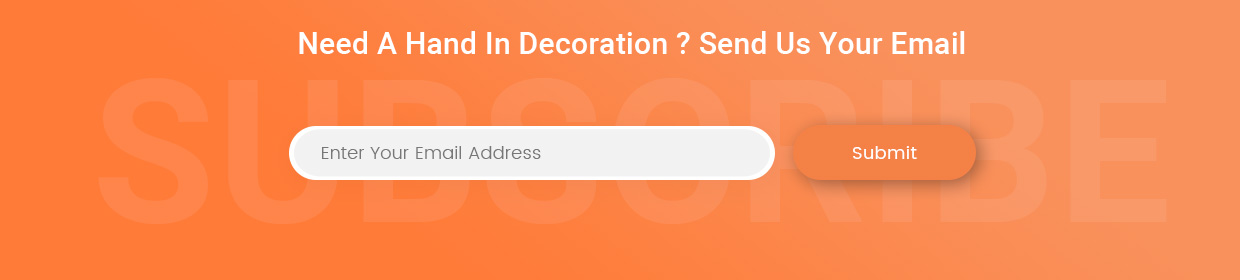 Need A Hand In Decoration ? Send Us Your Email
SUBSCRIBE
Enter Your Email Address
Submit